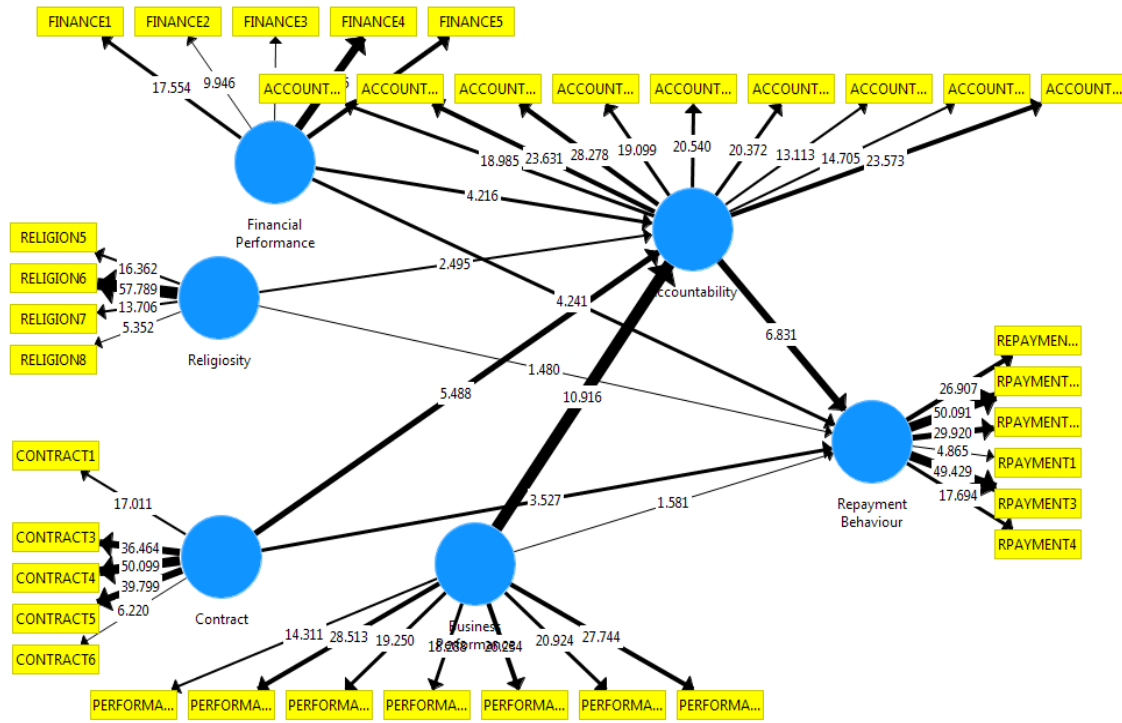 FINANCE1 FINANCE2 FINANCE3 FINANCE4 FINANCE5
17.554 9.946
ACCOUNT... ACCOUNT... ACCOUNT... ACCOUNT... ACCOUNT... ACCOUNT... ACCOUNT... ACCOUNT... ACCOUNT...
18.985 23.631 28.278 19.099 20.540 20.372 13.113 14.705 23.573
4.216
Financial
Performance
RELIGION5
RELIGION6
RELIGION7
RELIGION8
16.362
57.789
13.706
5.352
Religiosity
2.495
4.241
6.831
1.480
5.488
10.916
REPAYMEN...
RPAYMENT...
RPAYMENT...
RPAYMENT1
RPAYMENT3
RPAYMENT4
26.907
50.091
29.920
4.865
49.429
17.694
Repayment
Behaviour
CONTRACT1
17.011
CONTRACT3
CONTRACT4
CONTRACT5
CONTRACT6
36.464
50.099
39.799
6.220
Contract
3.527
1.581
Business
14.311 28.513 19.250 20.924 27.744
PERFORMA... PERFORMA... PERFORMA... PERFORMA... PERFORMA... PERFORMA... PERFORMA...